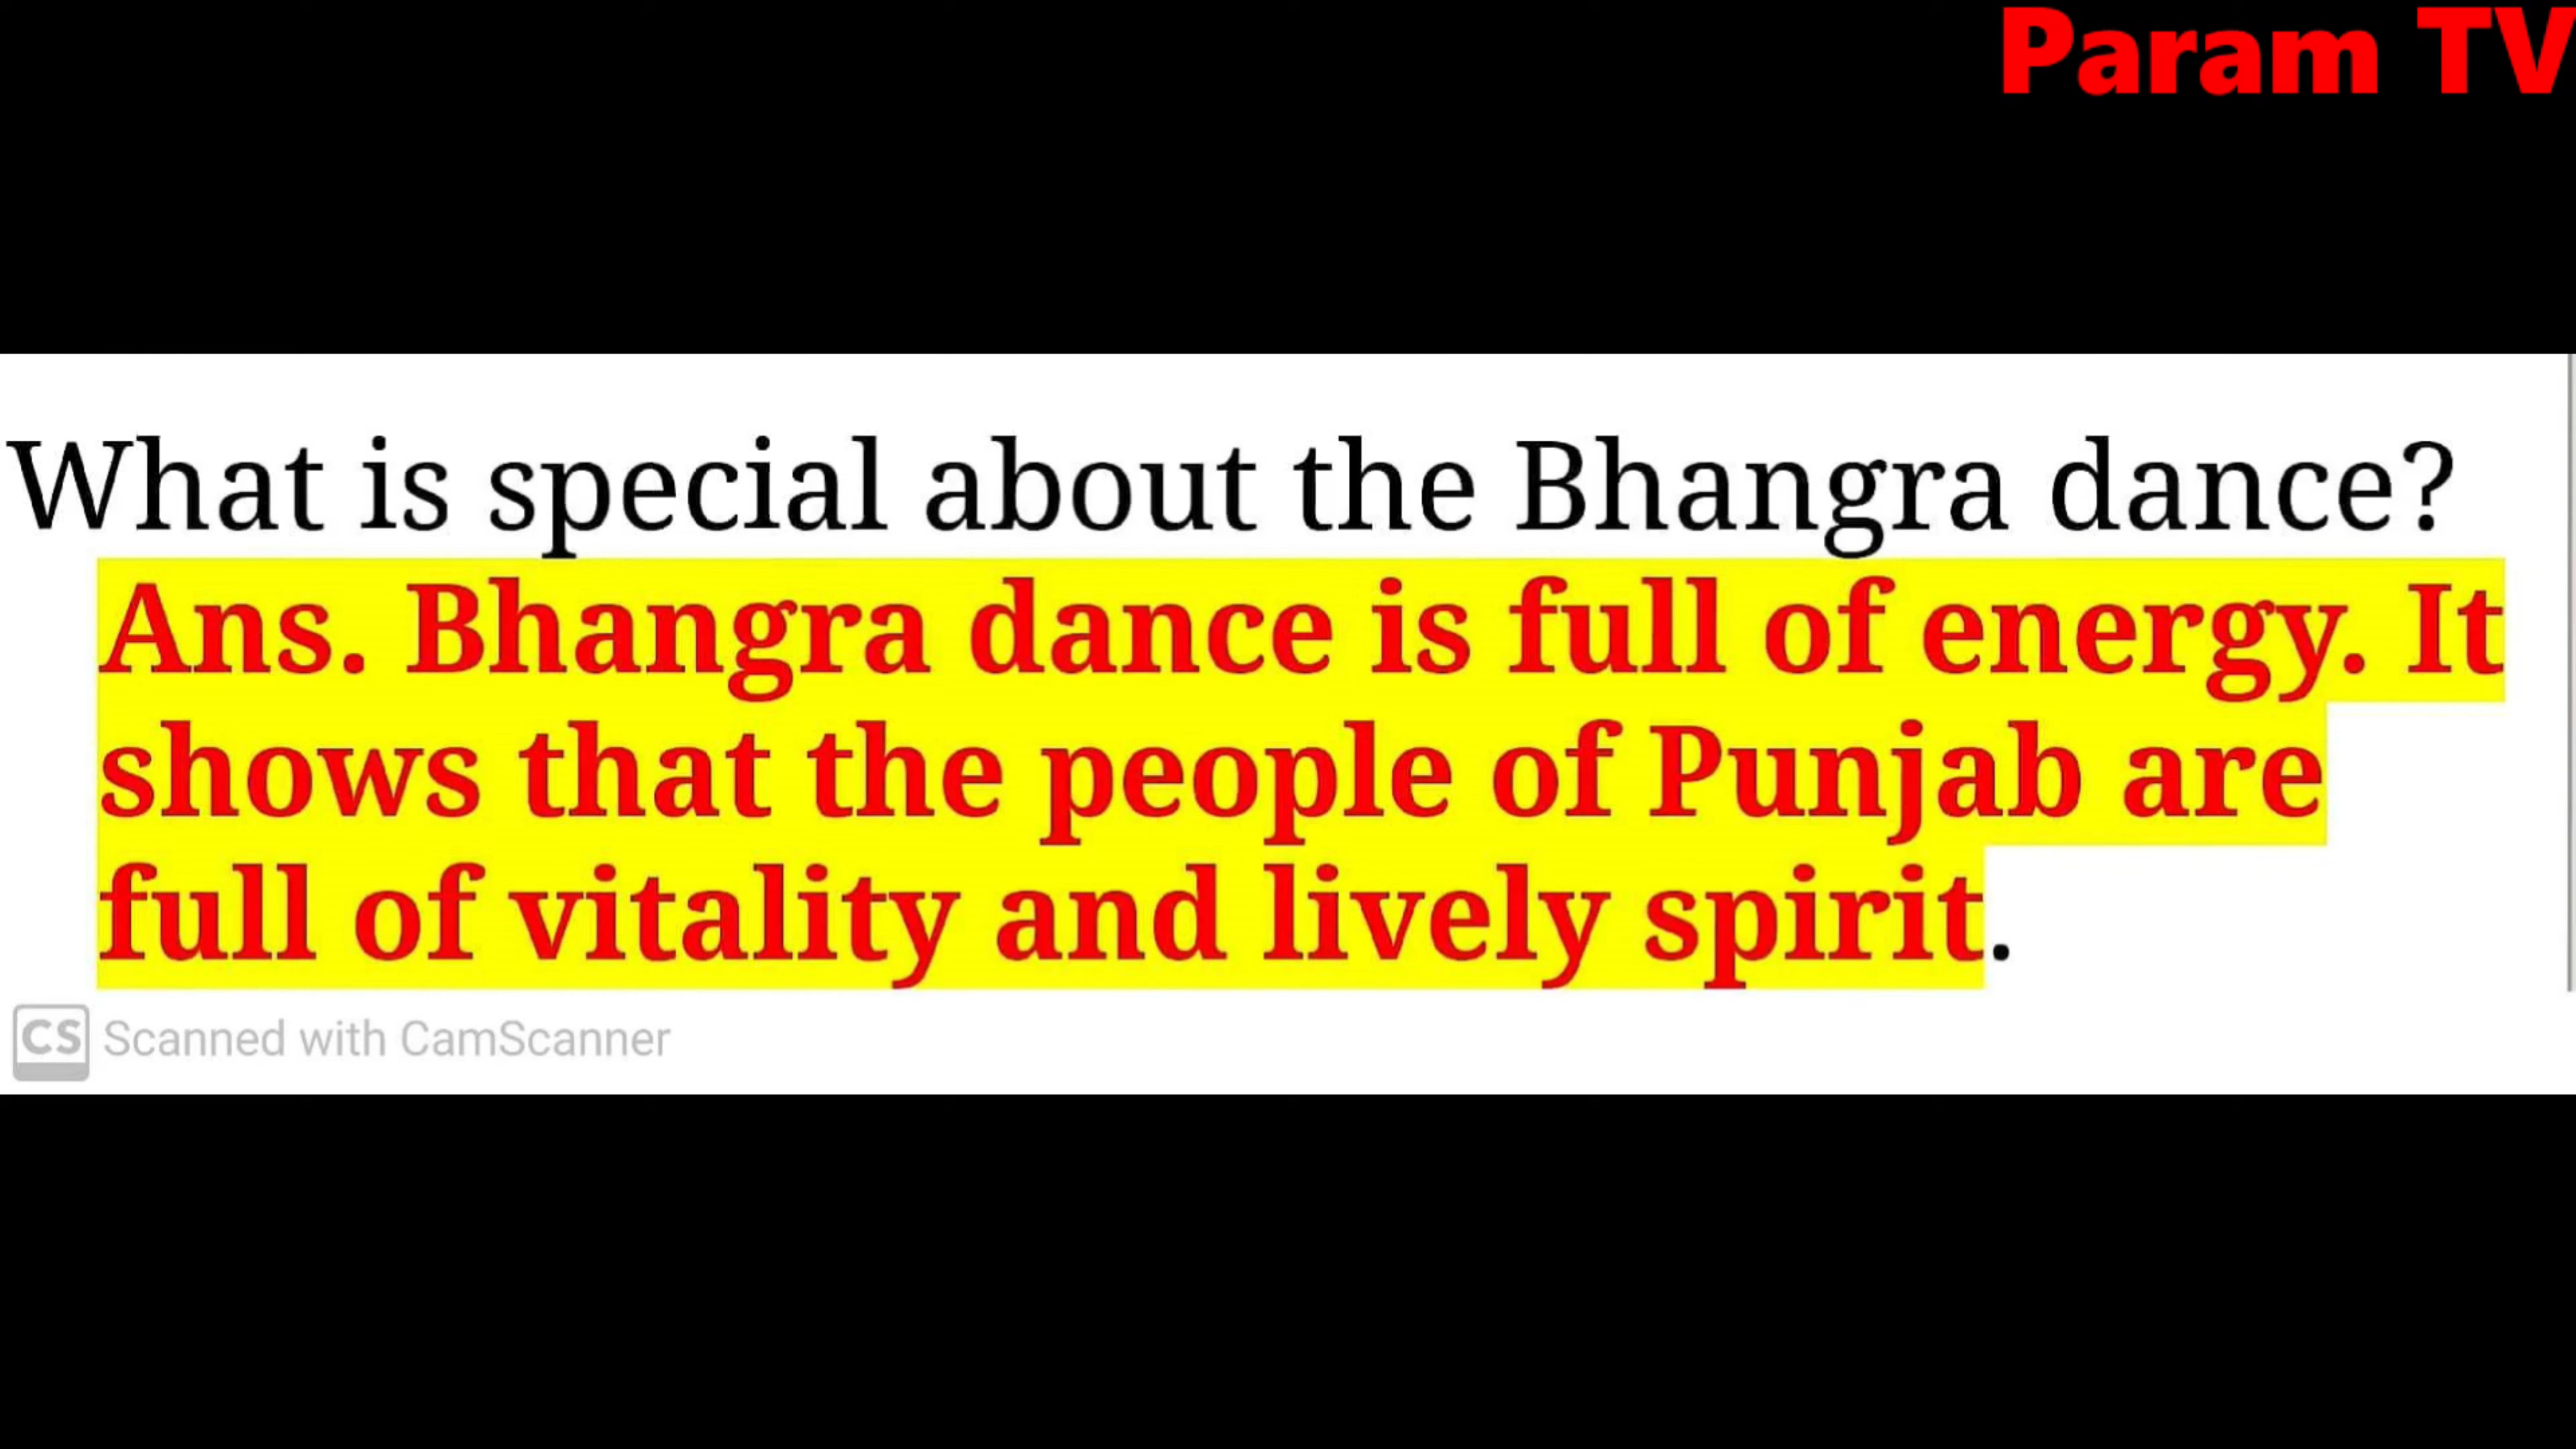 Param TV
What is special about the Bhangra dance?
Ans. Bhangra dance is full of energy. It
shows that the people of Punjab are
full of vitality and lively spirit.
CS Scanned with CamScanner